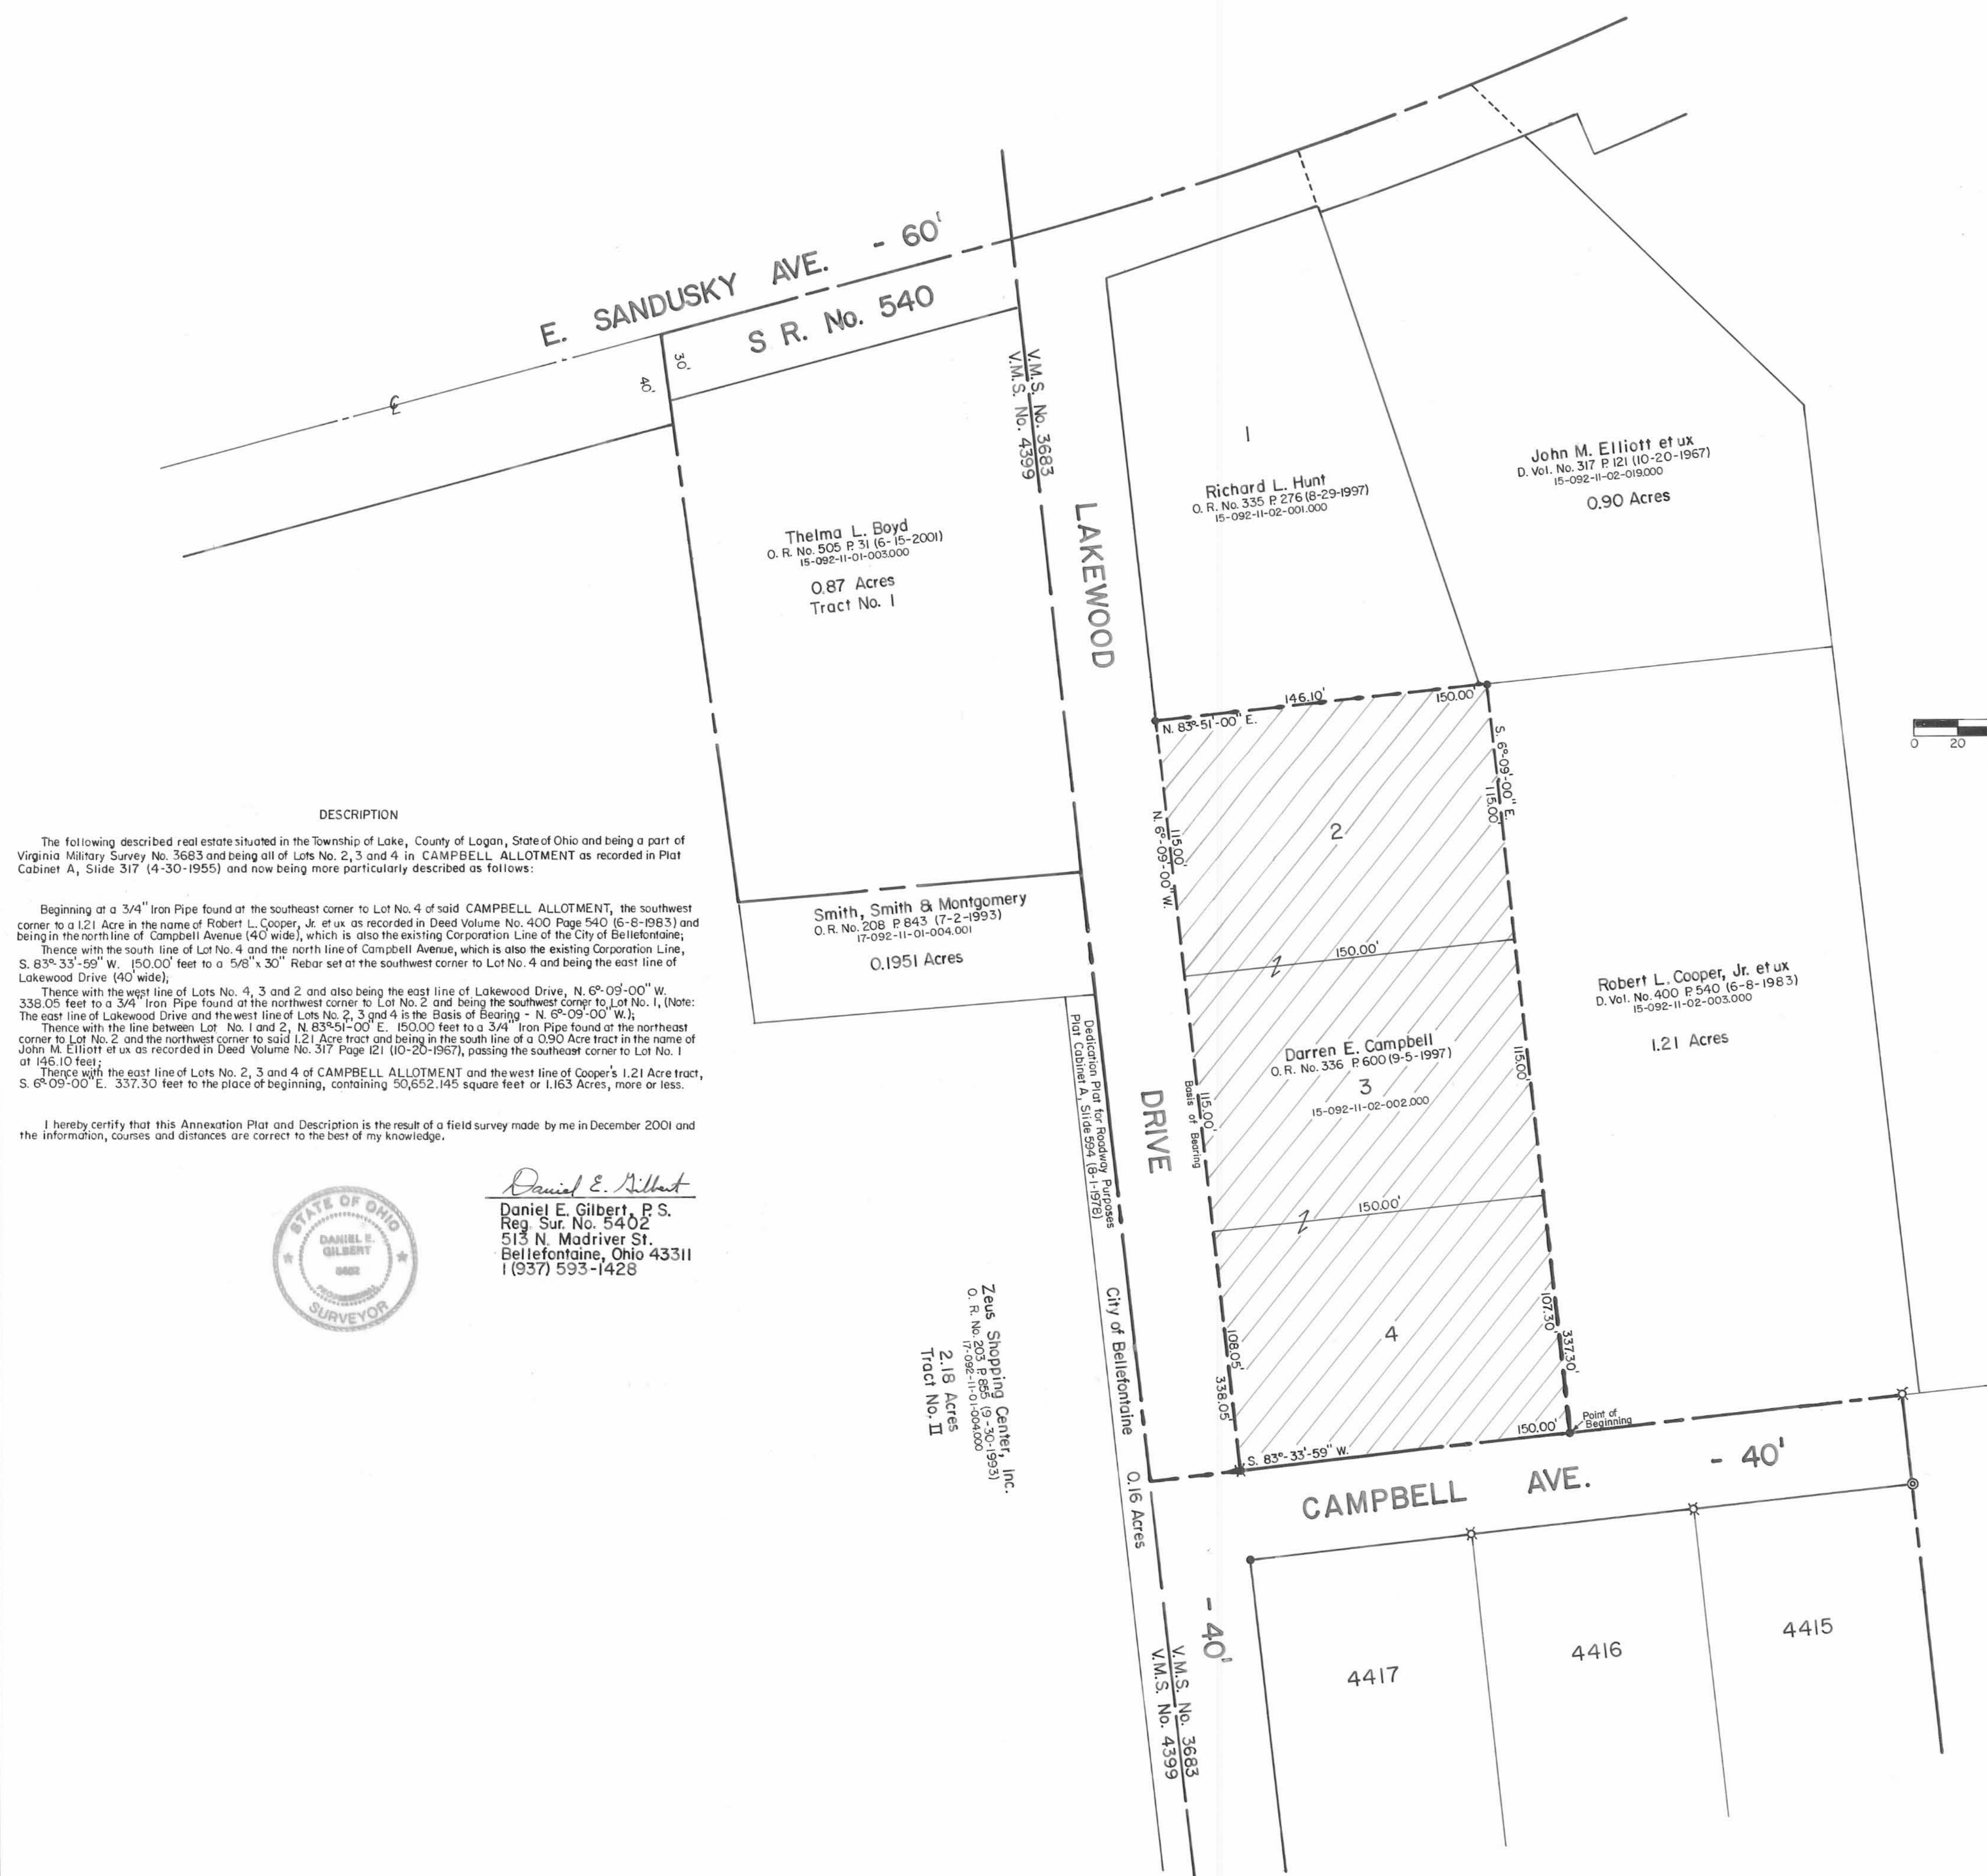 E. SANDUSKY AVE. - 60'
S R. No. 540
℄
30'
40'
V.M.S. No. 3683
V.M.S. No. 4399
Thelma L. Boyd
O. R. No. 505 P. 31 (6-15-2001)
15-092-11-01-003.000
0.87 Acres
Tract No. 1
LAKEWOOD
1
Richard L. Hunt
O. R. No. 335 P. 276 (8-29-1997)
15-092-11-02-001.000
John M. Elliott et ux
D. Vol. No. 317 P. 121 (10-20-1967)
15-092-11-02-019.000
0.90 Acres
146.10'
150.00'
N. 83°-51'-00" E.
S. 6°-09'-00" E.
115.00'
0 20
N. 6°-09'-00" W.
115.00'
2
150.00'
DESCRIPTION
The following described real estate situated in the Township of Lake, County of Logan, State of Ohio and being a part of
Virginia Military Survey No. 3683 and being all of Lots No. 2, 3 and 4 in CAMPBELL ALLOTMENT as recorded in Plat
Cabinet A, Slide 317 (4-30-1955) and now being more particularly described as follows:
Beginning at a 3/4" Iron Pipe found at the southeast corner to Lot No. 4 of said CAMPBELL ALLOTMENT, the southwest
corner to a 1.21 Acre in the name of Robert L. Cooper, Jr. et ux as recorded in Deed Volume No. 400 Page 540 (6-8-1983) and
being in the north line of Campbell Avenue (40' wide), which is also the existing Corporation Line of the City of Bellefontaine;
Thence with the south line of Lot No. 4 and the north line of Campbell Avenue, which is also the existing Corporation Line,
S. 83°-33'-59" W. 150.00' feet to a 5/8" x 30" Rebar set at the southwest corner to Lot No. 4 and being the east line of
Lakewood Drive (40' wide);
Thence with the west line of Lots No. 4, 3 and 2 and also being the east line of Lakewood Drive, N. 6°-09'-00" W.
338.05 feet to a 3/4" Iron Pipe found at the northwest corner to Lot No. 2 and being the southwest corner to Lot No. 1, (Note:
The east line of Lakewood Drive and the west line of Lots No. 2, 3 and 4 is the Basis of Bearing - N. 6°-09'-00" W.);
Thence with the line between Lot No. 1 and 2, N. 83°-51'-00" E. 150.00 feet to a 3/4" Iron Pipe found at the northeast
corner to Lot No. 2 and the northwest corner to said 1.21 Acre tract and being in the south line of a 0.90 Acre tract in the name of
John M. Elliott et ux as recorded in Deed Volume No. 317 Page 121 (10-20-1967), passing the southeast corner to Lot No. 1
at 146.10 feet;
Thence with the east line of Lots No. 2, 3 and 4 of CAMPBELL ALLOTMENT and the west line of Cooper's 1.21 Acre tract,
S. 6°-09'-00" E. 337.30 feet to the place of beginning, containing 50,652.145 square feet or 1.163 Acres, more or less.
I hereby certify that this Annexation Plat and Description is the result of a field survey made by me in December 2001 and
the information, courses and distances are correct to the best of my knowledge.
Daniel E. Gilbert
Daniel E. Gilbert, P. S.
Reg. Sur. No. 5402
513 N. Madriver St.
Bellefontaine, Ohio 43311
1 (937) 593-1428
STATE OF OHIO
DANIEL E.
GILBERT
5402
PROFESSIONAL
SURVEYOR
Smith, Smith & Montgomery
O. R. No. 208 P. 843 (7-2-1993)
17-092-11-01-004.001
0.1951 Acres
Dedication Plat for Roadway Purposes
Plat Cabinet A, Slide 594 (8-1-1978)
DRIVE
Basis of Bearing
115.00'
Darren E. Campbell
O. R. No. 336 P. 600 (9-5-1997)
3
15-092-11-02-002.000
115.00'
Robert L. Cooper, Jr. et ux
D. Vol. No. 400 P. 540 (6-8-1983)
15-092-11-02-003.000
1.21 Acres
150.00'
4
108.05'
338.05'
107.30'
337.30'
Zeus Shopping Center, Inc.
O. R. No. 203 P. 855 (9-30-1993)
17-092-11-01-004.000
2.18 Acres
Tract No. II
City of Bellefontaine
0.16 Acres
S. 83°-33'-59" W.
150.00'
Point of
Beginning
CAMPBELL AVE. - 40'
- 40'
V.M.S. No. 3683
V.M.S. No. 4399
4417
4416
4415